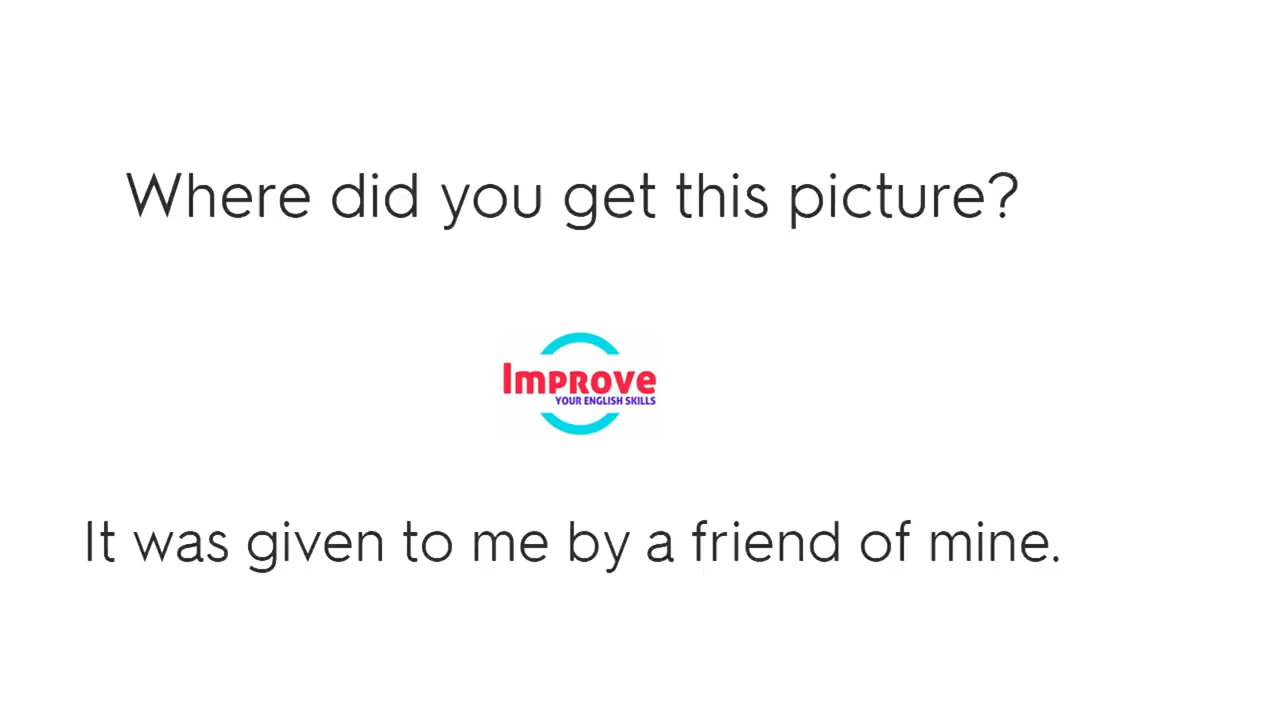 Where did you get this picture?
Improve
YOUR ENGLISH SKILLS
It was given to me by a friend of mine.